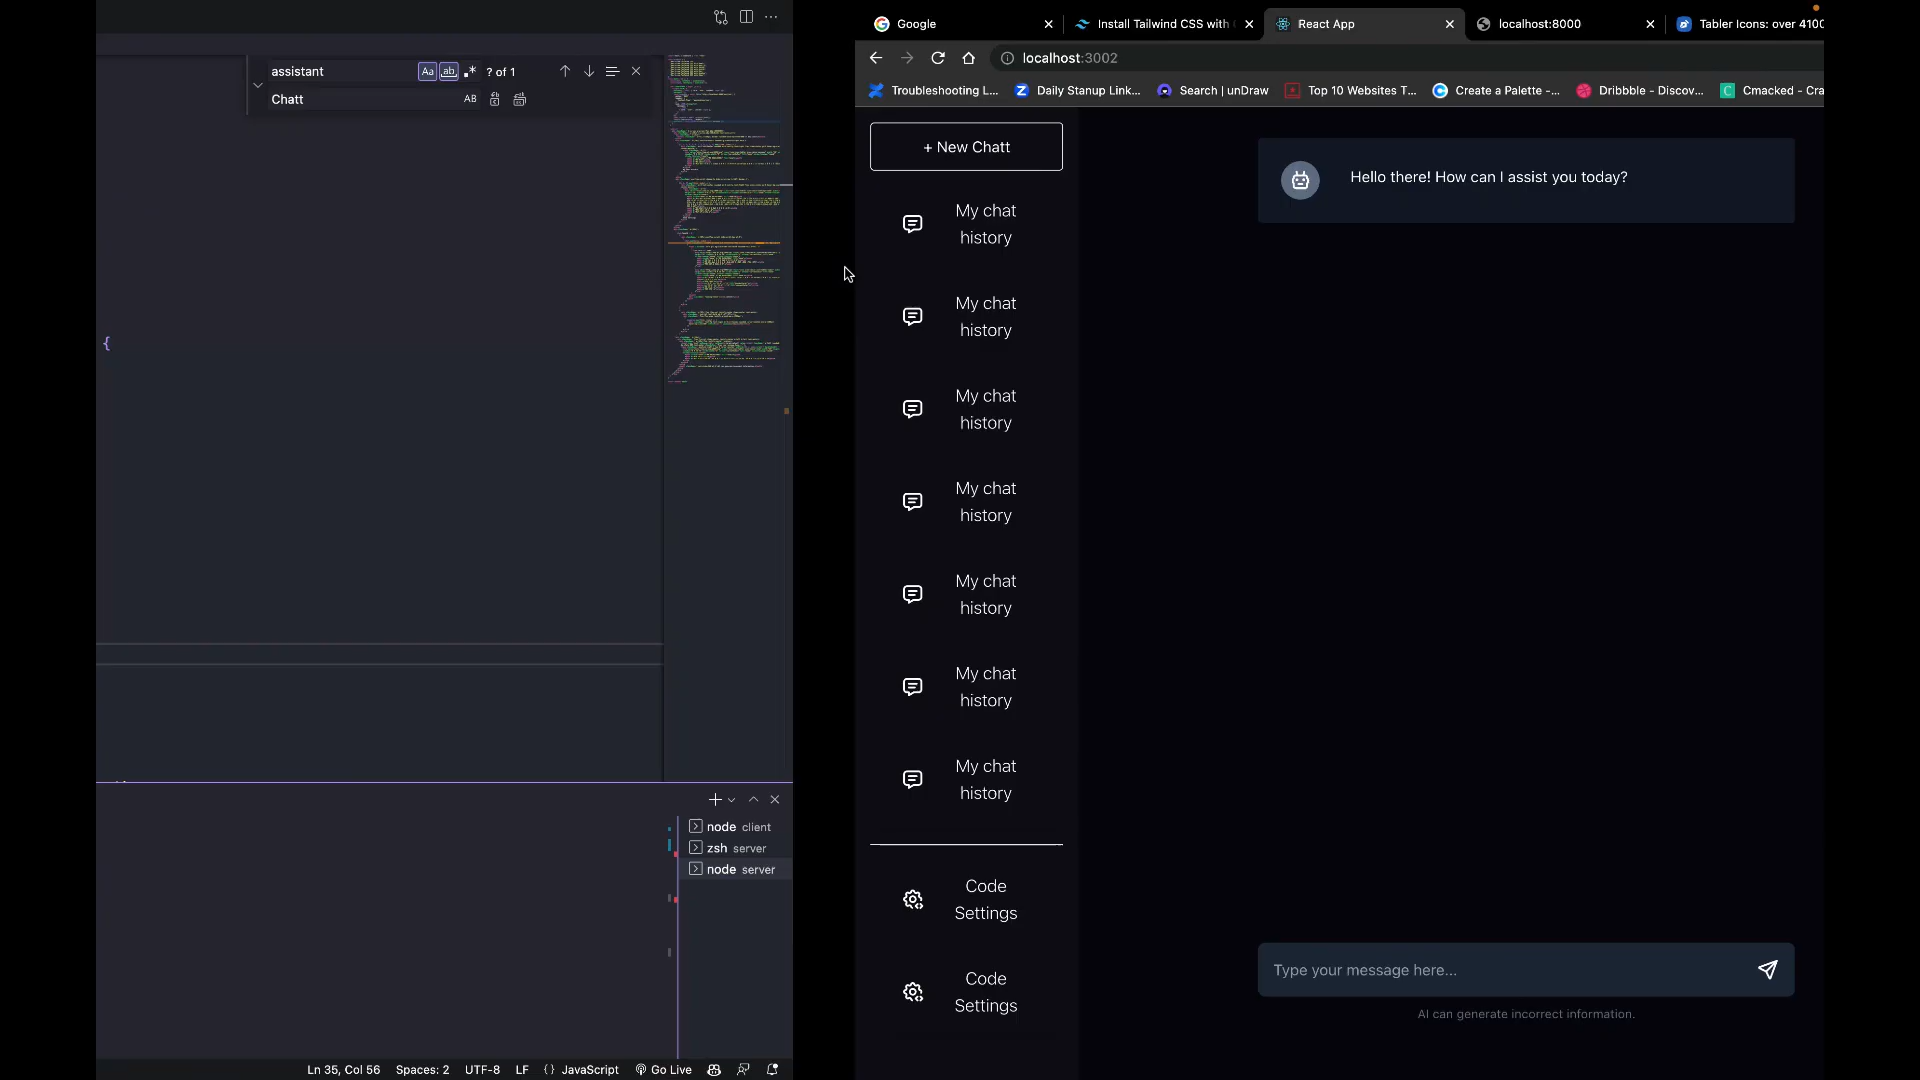 assistant
Aa
ab
? of 1
Chatt
AB
{
node client
zsh server
node server
Ln 35, Col 56
Spaces: 2
UTF-8
LF
{} JavaScript
Go Live
Google
Install Tailwind CSS with
React App
localhost:8000
Tabler Icons: over 4100
localhost:3002
Troubleshooting L...
Daily Stanup Link...
Search | unDraw
Top 10 Websites T...
Create a Palette -...
Dribbble - Discov...
Cmacked - Cra
+ New Chatt
My chat
history
My chat
history
My chat
history
My chat
history
My chat
history
My chat
history
My chat
history
Code
Settings
Code
Settings
Hello there! How can I assist you today?
Type your message here...
AI can generate incorrect information.